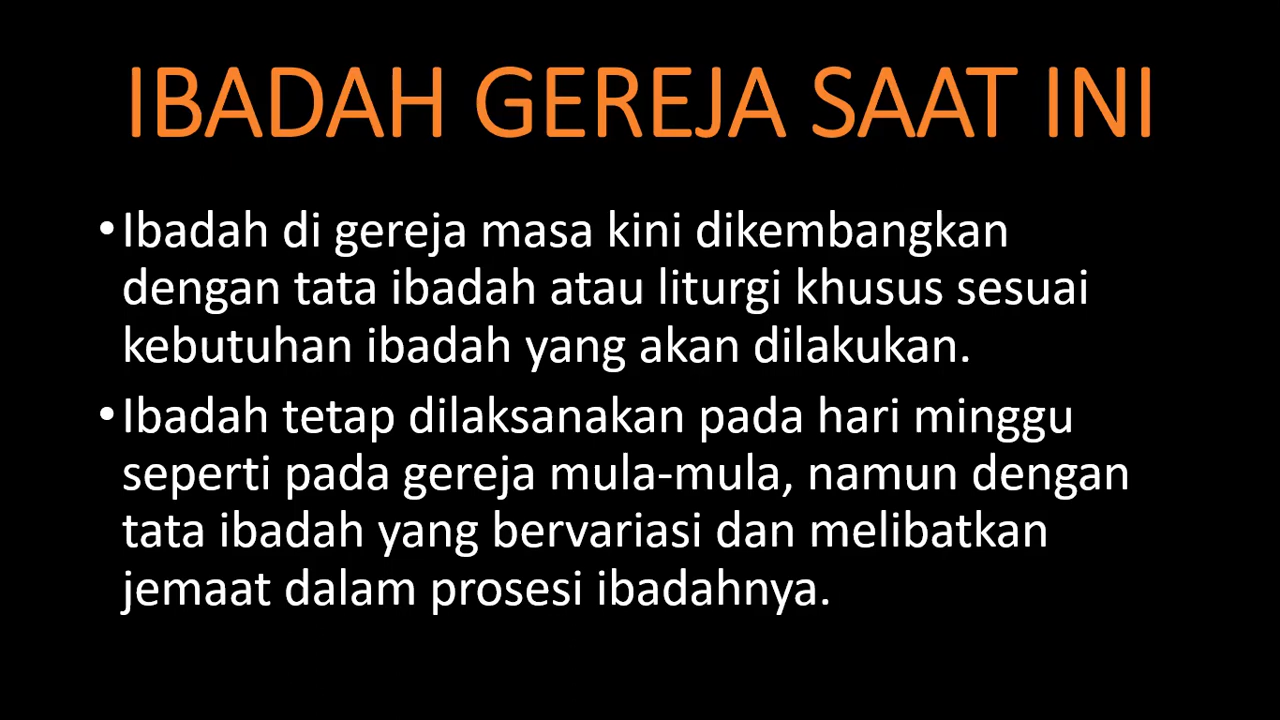 IBADAH GEREJA SAAT INI
•Ibadah di gereja masa kini dikembangkan
dengan tata ibadah atau liturgi khusus sesuai
kebutuhan ibadah yang akan dilakukan.
•Ibadah tetap dilaksanakan pada hari minggu
seperti pada gereja mula-mula, namun dengan
tata ibadah yang bervariasi dan melibatkan
jemaat dalam prosesi ibadahnya.